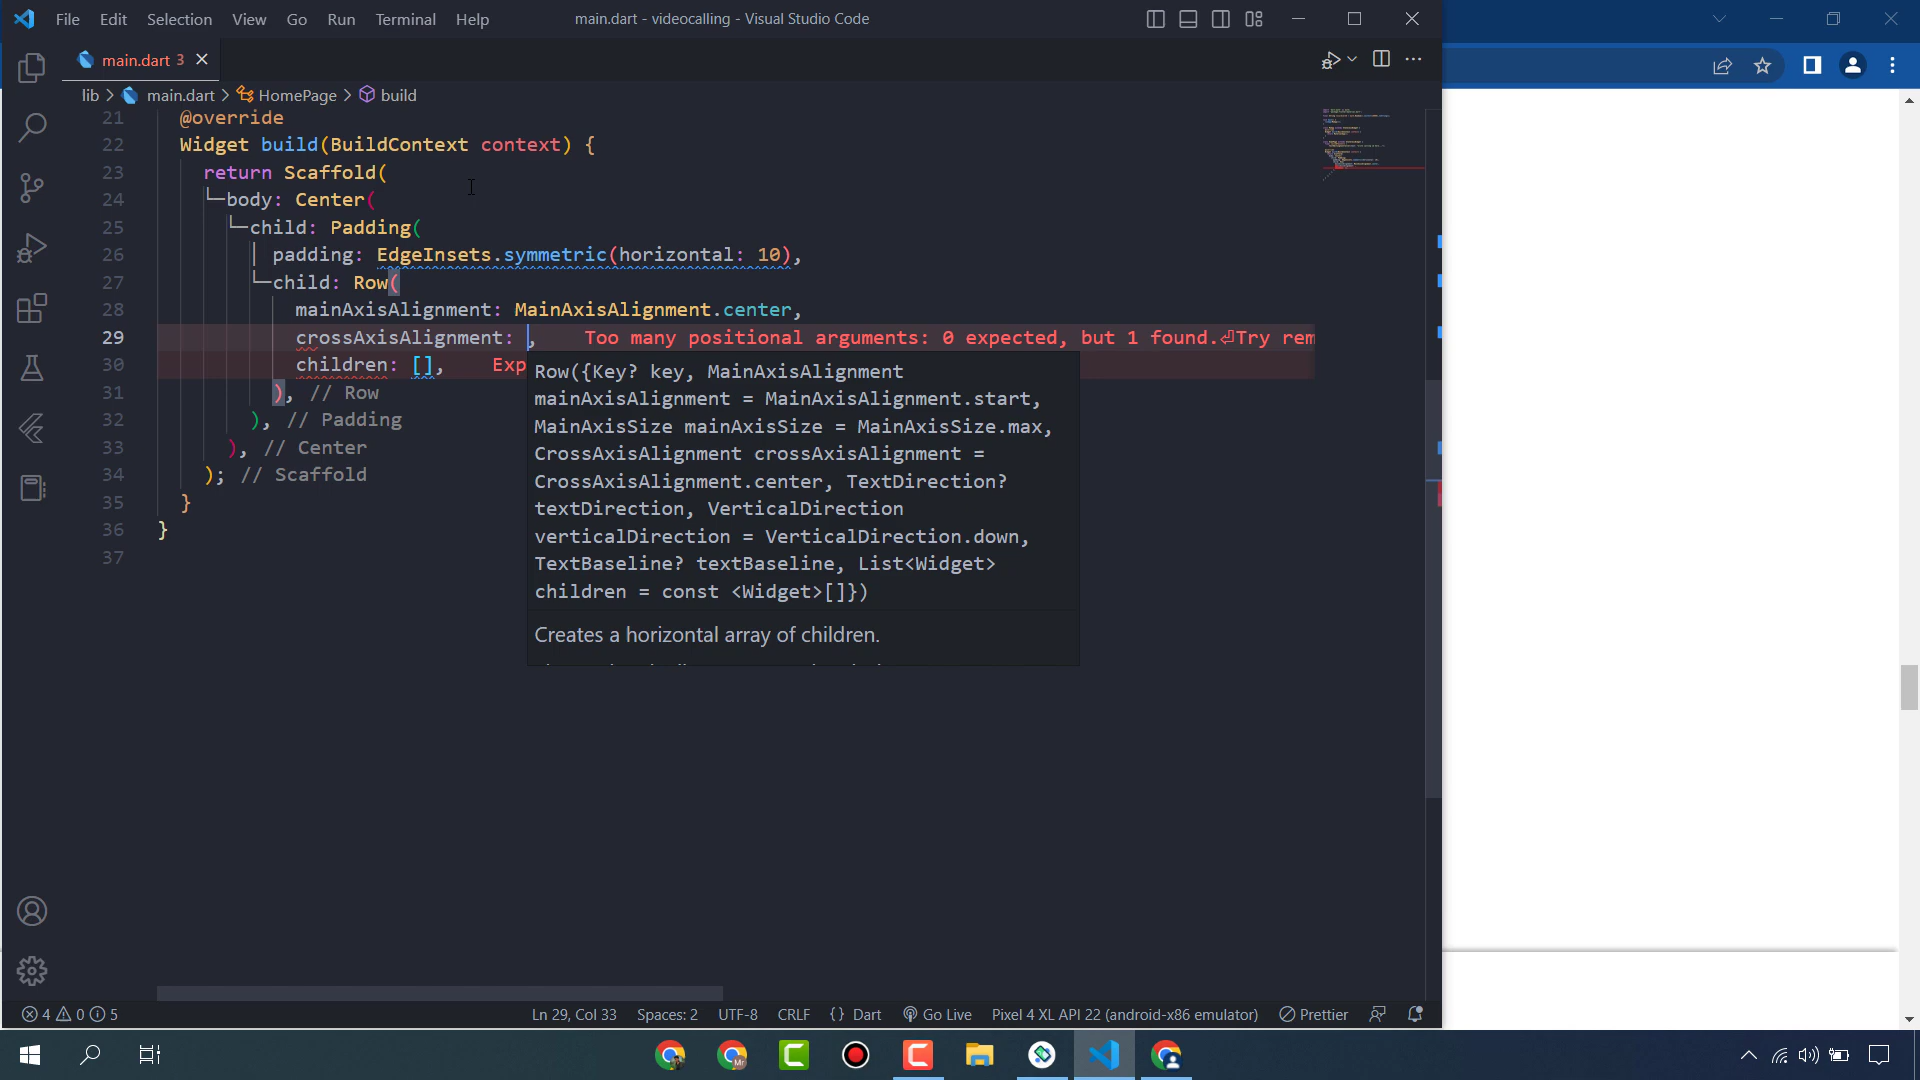 File Edit Selection View Go Run Terminal Help main.dart - videocalling - Visual Studio Code
main.dart 3
lib > main.dart > HomePage > build
21 @override
22 Widget build(BuildContext context) {
23 return Scaffold(
24 body: Center(
25 child: Padding(
26 padding: EdgeInsets.symmetric(horizontal: 10),
27 child: Row(
28 mainAxisAlignment: MainAxisAlignment.center,
29 crossAxisAlignment: , Too many positional arguments: 0 expected, but 1 found.⏎Try rem
30 children: [], Exp
31 ), // Row
32 ), // Padding
33 ), // Center
34 ); // Scaffold
35 }
36 }
37
Row({Key? key, MainAxisAlignment
mainAxisAlignment = MainAxisAlignment.start,
MainAxisSize mainAxisSize = MainAxisSize.max,
CrossAxisAlignment crossAxisAlignment =
CrossAxisAlignment.center, TextDirection?
textDirection, VerticalDirection
verticalDirection = VerticalDirection.down,
TextBaseline? textBaseline, List<Widget>
children = const <Widget>[]})
Creates a horizontal array of children.
4 0 5 Ln 29, Col 33 Spaces: 2 UTF-8 CRLF {} Dart Go Live Pixel 4 XL API 22 (android-x86 emulator) Prettier